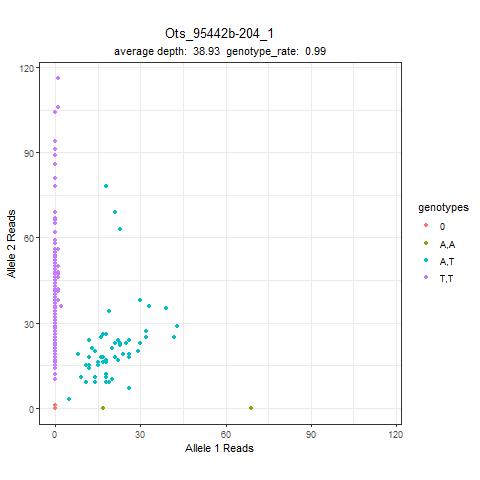 Ots_95442b-204_1
average depth: 38.93 genotype_rate: 0.99
120
90
60
30
0
Allele 2 Reads
0 30 60 90 120
Allele 1 Reads
genotypes
0
A,A
A,T
T,T